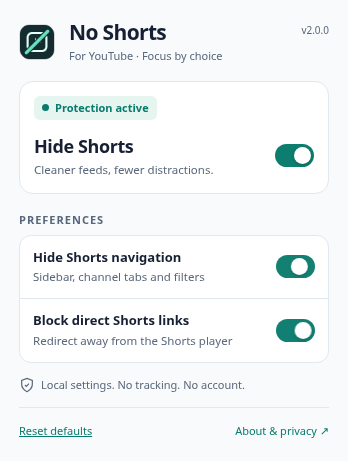 No Shorts
v2.0.0
For YouTube · Focus by choice
Protection active
Hide Shorts
Cleaner feeds, fewer distractions.
PREFERENCES
Hide Shorts navigation
Sidebar, channel tabs and filters
Block direct Shorts links
Redirect away from the Shorts player
Local settings. No tracking. No account.
Reset defaults
About & privacy ↗